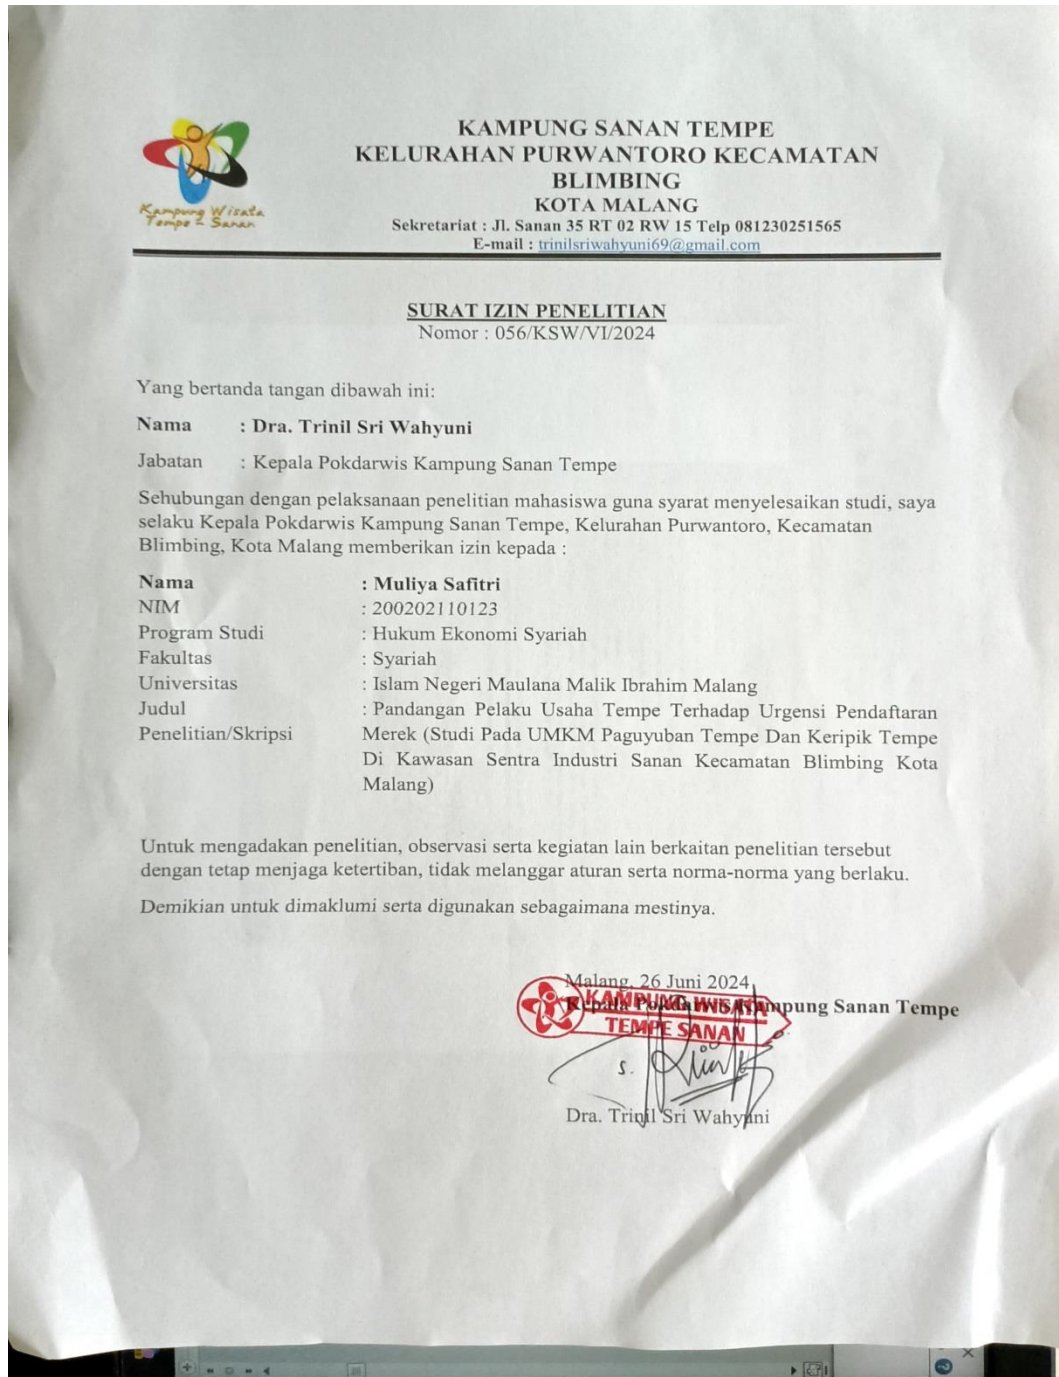 KAMPUNG SANAN TEMPE
KELURAHAN PURWANTORO KECAMATAN
BLIMBING
KOTA MALANG
Sekretariat : Jl. Sanan 35 RT 02 RW 15 Telp 081230251565
E-mail : trinilsriwahyuni69@gmail.com
Kampung Wisata
Tempe - Sanan
SURAT IZIN PENELITIAN
Nomor : 056/KSW/VI/2024
Yang bertanda tangan dibawah ini:
Nama : Dra. Trinil Sri Wahyuni
Jabatan : Kepala Pokdarwis Kampung Sanan Tempe
Sehubungan dengan pelaksanaan penelitian mahasiswa guna syarat menyelesaikan studi, saya
selaku Kepala Pokdarwis Kampung Sanan Tempe, Kelurahan Purwantoro, Kecamatan
Blimbing, Kota Malang memberikan izin kepada :
Nama : Muliya Safitri
NIM : 200202110123
Program Studi : Hukum Ekonomi Syariah
Fakultas : Syariah
Universitas : Islam Negeri Maulana Malik Ibrahim Malang
Judul : Pandangan Pelaku Usaha Tempe Terhadap Urgensi Pendaftaran
Penelitian/Skripsi Merek (Studi Pada UMKM Paguyuban Tempe Dan Keripik Tempe
Di Kawasan Sentra Industri Sanan Kecamatan Blimbing Kota
Malang)
Untuk mengadakan penelitian, observasi serta kegiatan lain berkaitan penelitian tersebut
dengan tetap menjaga ketertiban, tidak melanggar aturan serta norma-norma yang berlaku.
Demikian untuk dimaklumi serta digunakan sebagaimana mestinya.
Malang, 26 Juni 2024
Kepala Pokdarwis Kampung Sanan Tempe
KAMPUNG WISATA
TEMPE SANAN
Dra. Trinil Sri Wahyuni